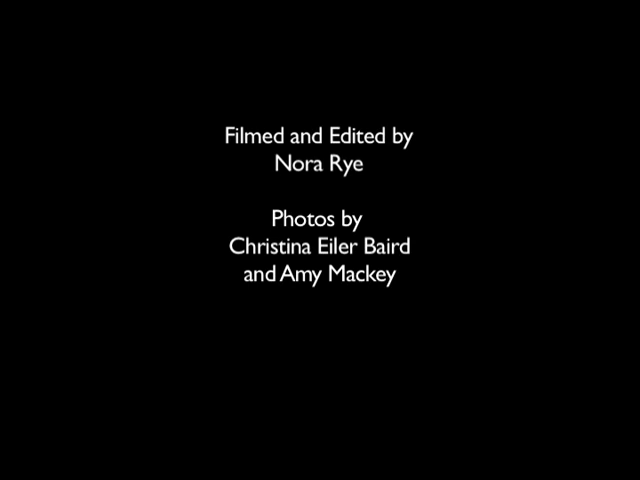 Filmed and Edited by
Nora Rye
Photos by
Christina Eiler Baird
and Amy Mackey